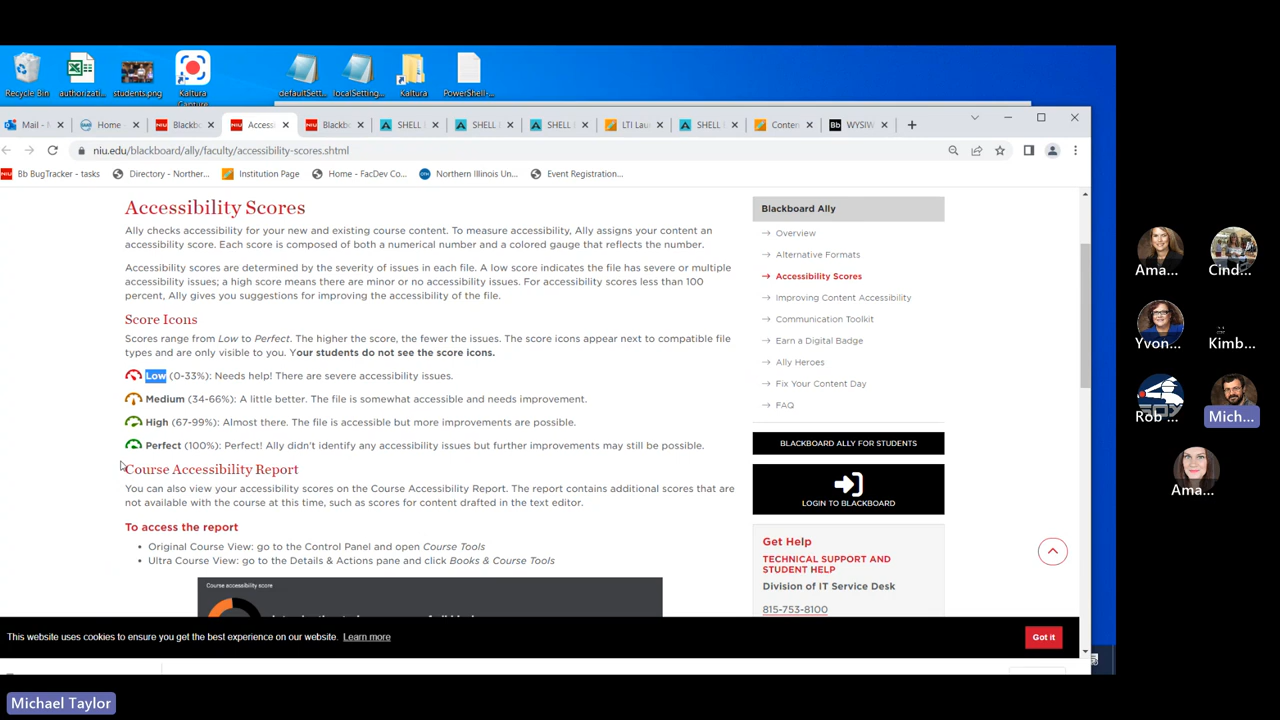 Recycle Bin
authorizati...
students.png
Kaltura
Capture
defaultSett...
localSetting...
Kaltura
PowerShell-...
Mail -
Home
NIU
Blackb
NIU
Access
NIU
Blackb
SHELL
SHELL
SHELL
LTI Lau
SHELL
Conten
Bb
WYSIW
niu.edu/blackboard/ally/faculty/accessibility-scores.shtml
NIU
Bb BugTracker - tasks
Directory - Norther...
Institution Page
Home - FacDev Co...
Northern Illinois Un...
Event Registration...
Accessibility Scores
Ally checks accessibility for your new and existing course content. To measure accessibility, Ally assigns your content an
accessibility score. Each score is composed of both a numerical number and a colored gauge that reflects the number.
Accessibility scores are determined by the severity of issues in each file. A low score indicates the file has severe or multiple
accessibility issues; a high score means there are minor or no accessibility issues. For accessibility scores less than 100
percent, Ally gives you suggestions for improving the accessibility of the file.
Score Icons
Scores range from Low to Perfect. The higher the score, the fewer the issues. The score icons appear next to compatible file
types and are only visible to you. Your students do not see the score icons.
Low (0-33%): Needs help! There are severe accessibility issues.
Medium (34-66%): A little better. The file is somewhat accessible and needs improvement.
High (67-99%): Almost there. The file is accessible but more improvements are possible.
Perfect (100%): Perfect! Ally didn't identify any accessibility issues but further improvements may still be possible.
Course Accessibility Report
You can also view your accessibility scores on the Course Accessibility Report. The report contains additional scores that are
not available with the course at this time, such as scores for content drafted in the text editor.
To access the report
Original Course View: go to the Control Panel and open Course Tools
Ultra Course View: go to the Details & Actions pane and click Books & Course Tools
Course accessibility score
Blackboard Ally
Overview
Alternative Formats
Accessibility Scores
Improving Content Accessibility
Communication Toolkit
Earn a Digital Badge
Ally Heroes
Fix Your Content Day
FAQ
BLACKBOARD ALLY FOR STUDENTS
LOGIN TO BLACKBOARD
Get Help
TECHNICAL SUPPORT AND
STUDENT HELP
Division of IT Service Desk
815-753-8100
This website uses cookies to ensure you get the best experience on our website. Learn more
Got it
Ama...
Cind...
Yvon...
Kimb...
Rob ...
Mich...
Ama...
Michael Taylor